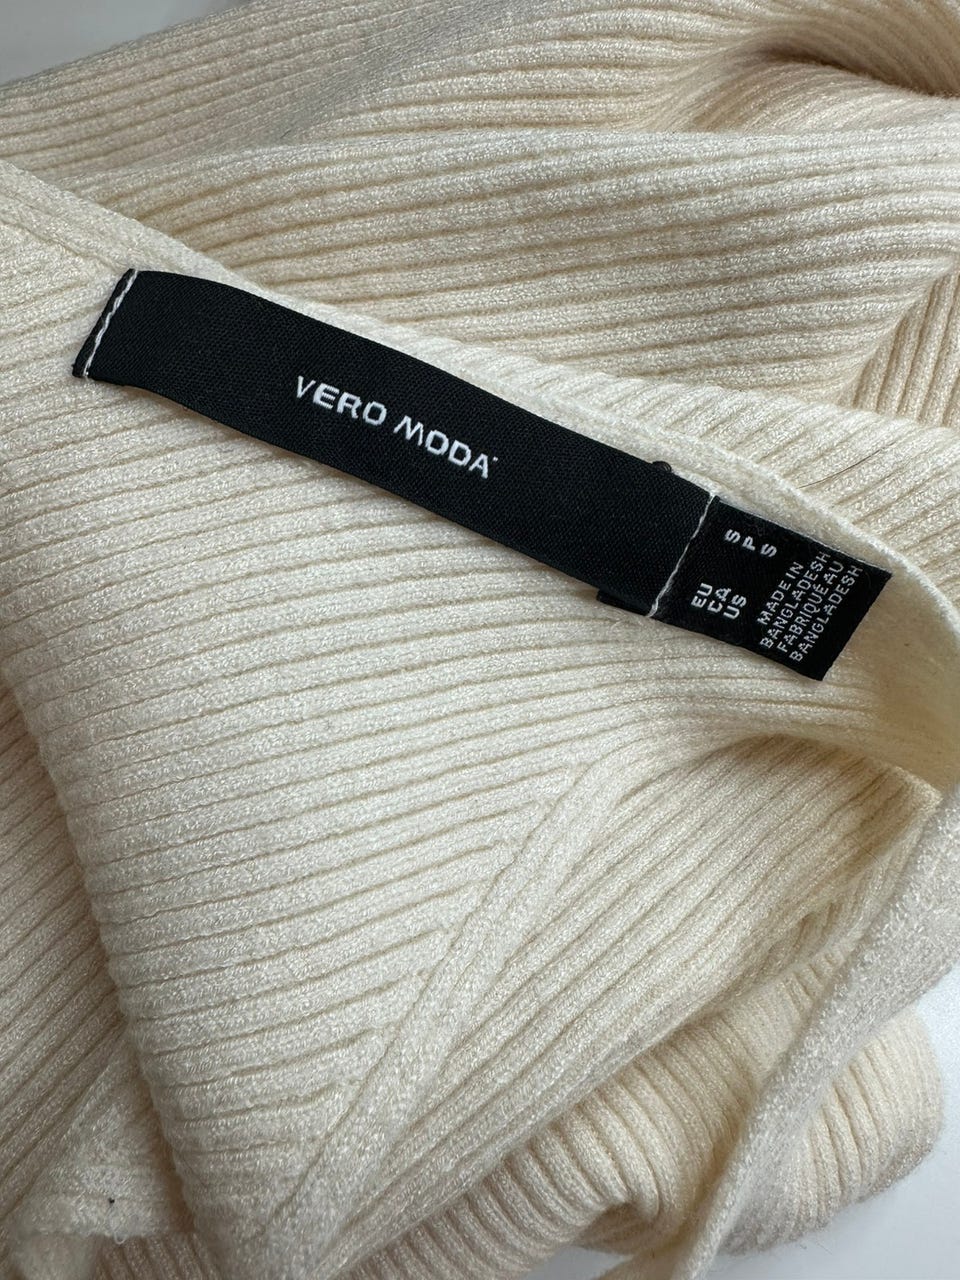 VERO MODA
EU S
CA P
US S
MADE IN
BANGLADESH
FABRIQUÉ AU
BANGLADESH